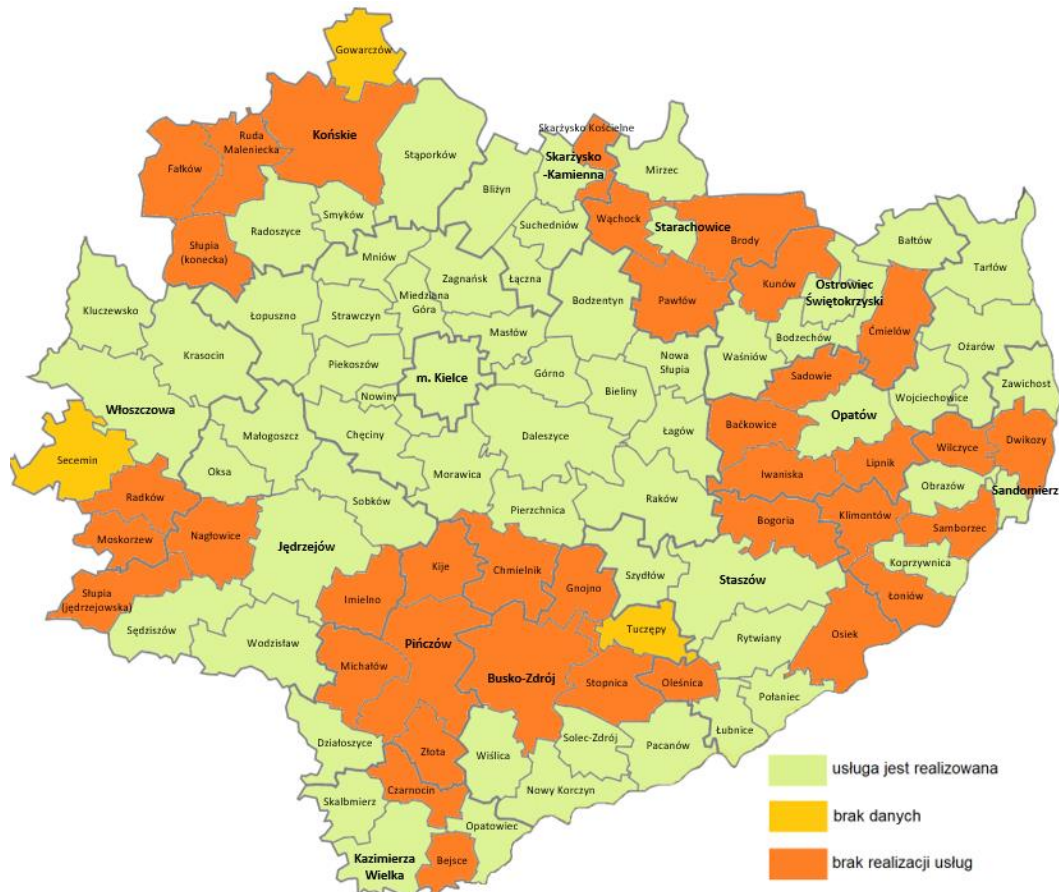 Gowarczów
Końskie
Ruda
Maleniecka
Fałków
Stąporków
Skarżysko Kościelne
Skarżysko
-Kamienna
Mirzec
Bliżyn
Smyków
Radoszyce
Suchedniów
Wąchock
Starachowice
Brody
Bałtów
Tarłów
Słupia
(konecka)
Mniów
Zagnańsk
Łączna
Miedziana
Góra
Bodzentyn
Pawłów
Kunów
Ostrowiec
Świętokrzyski
Kluczewsko
Łopuszno
Strawczyn
Masłów
Bodzechów
Ćmielów
Krasocin
Piekoszów
m. Kielce
Górno
Nowa
Słupia
Waśniów
Ożarów
Sadowie
Bieliny
Wojciechowice
Zawichost
Nowiny
Włoszczowa
Małogoszcz
Chęciny
Daleszyce
Łagów
Baćkowice
Opatów
Secemin
Oksa
Morawica
Iwaniska
Lipnik
Wilczyce
Dwikozy
Radków
Sobków
Pierzchnica
Raków
Obrazów
Sandomierz
Bogoria
Klimontów
Samborzec
Moskorzew
Nagłowice
Jędrzejów
Kije
Chmielnik
Gnojno
Szydłów
Staszów
Koprzywnica
Słupia
(jędrzejowska)
Imielno
Łoniów
Sędziszów
Wodzisław
Pińczów
Tuczępy
Rytwiany
Osiek
Michałów
Busko-Zdrój
Stopnica
Oleśnica
Połaniec
Działoszyce
Złota
Wiślica
Solec-Zdrój
Pacanów
Łubnice
Czarnocin
Skalbmierz
Nowy Korczyn
Opatowiec
Kazimierza
Wielka
Bejsce
usługa jest realizowana
brak danych
brak realizacji usług